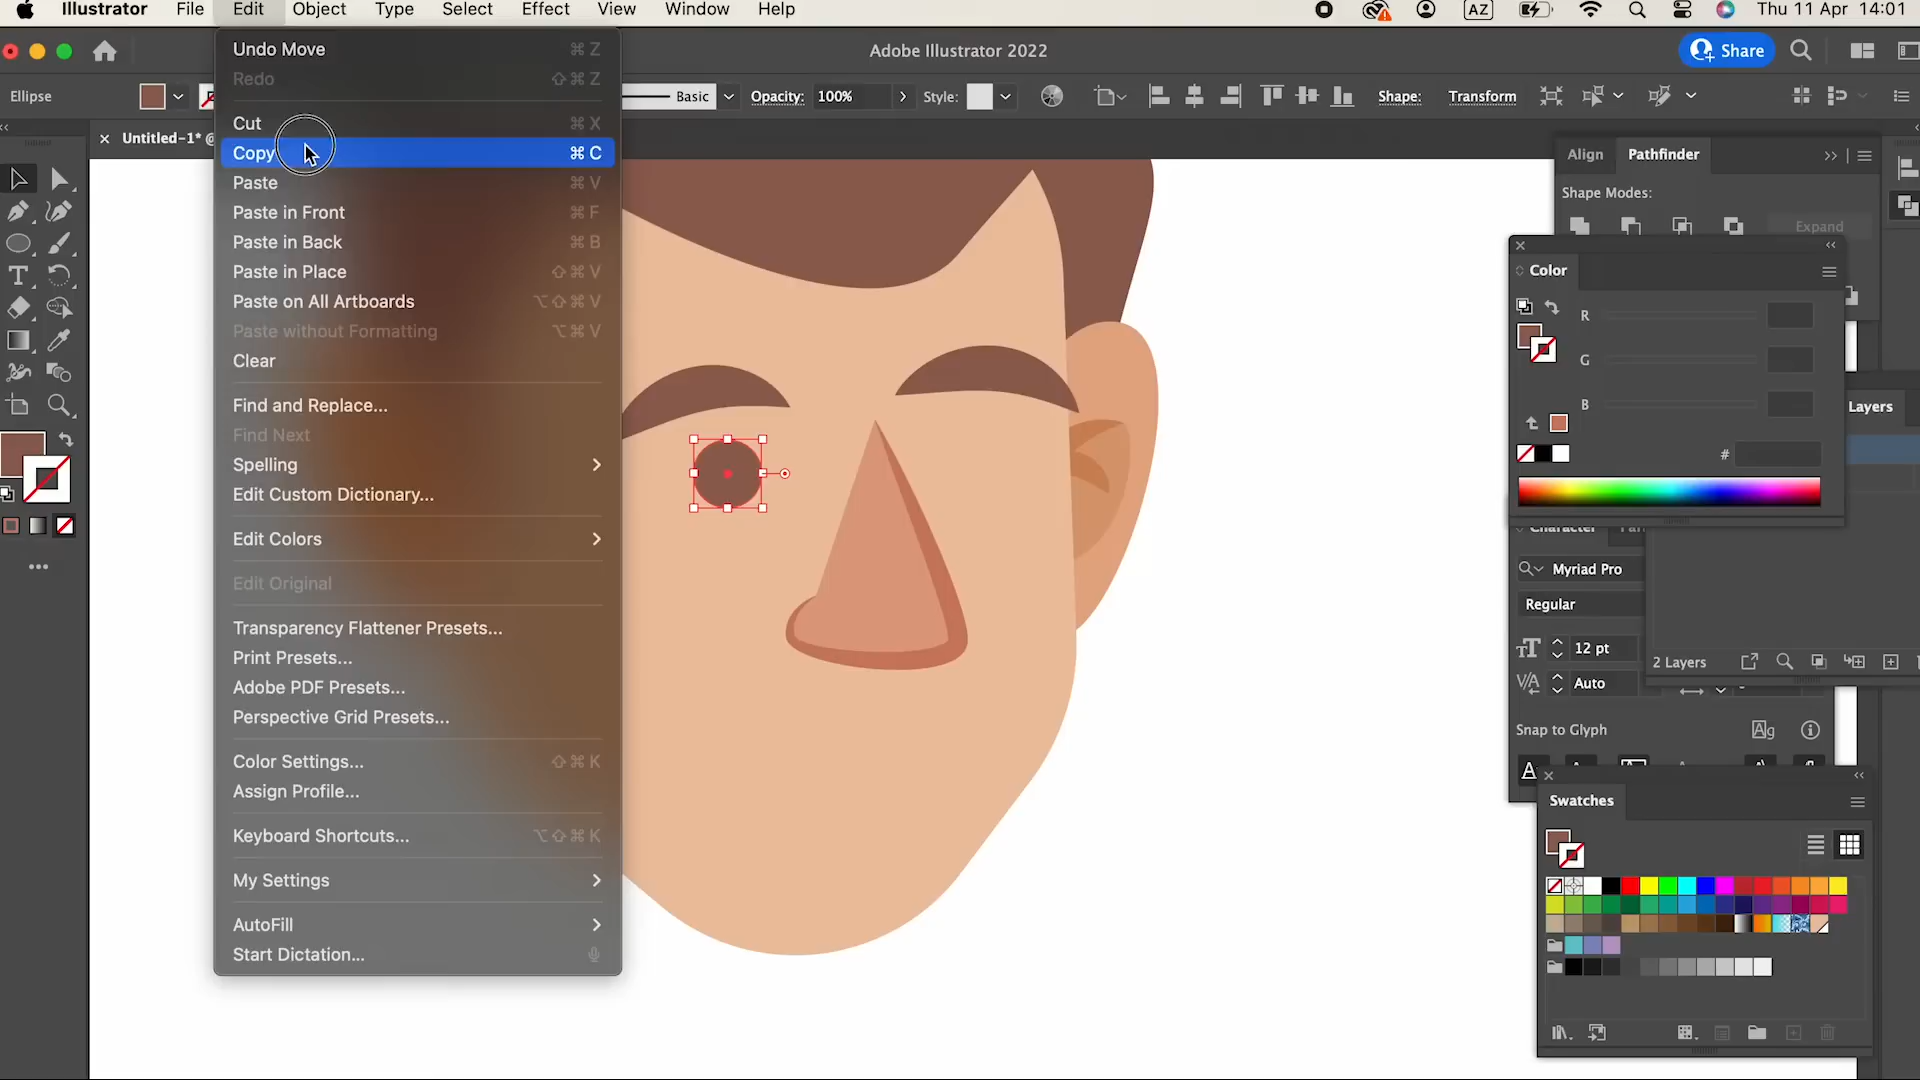 Illustrator File Edit Object Type Select Effect View Window Help AZ Thu 11 Apr 14:01
Adobe Illustrator 2022 Share
Ellipse Basic Opacity: 100% Style: Shape: Transform
Untitled-1* @
Undo Move ⌘ Z
Redo ⇧ ⌘ Z
Cut ⌘ X
Copy ⌘ C
Paste ⌘ V
Paste in Front ⌘ F
Paste in Back ⌘ B
Paste in Place ⇧ ⌘ V
Paste on All Artboards ⌥ ⇧ ⌘ V
Paste without Formatting ⌥ ⌘ V
Clear
Find and Replace...
Find Next
Spelling
Edit Custom Dictionary...
Edit Colors
Edit Original
Transparency Flattener Presets...
Print Presets...
Adobe PDF Presets...
Perspective Grid Presets...
Color Settings... ⇧ ⌘ K
Assign Profile...
Keyboard Shortcuts... ⌥ ⇧ ⌘ K
My Settings
AutoFill
Start Dictation...
Align Pathfinder
Shape Modes:
Expand
Color
R
G
B
#
Layers
Character
Myriad Pro
Regular
12 pt
2 Layers
Auto
Snap to Glyph
Swatches